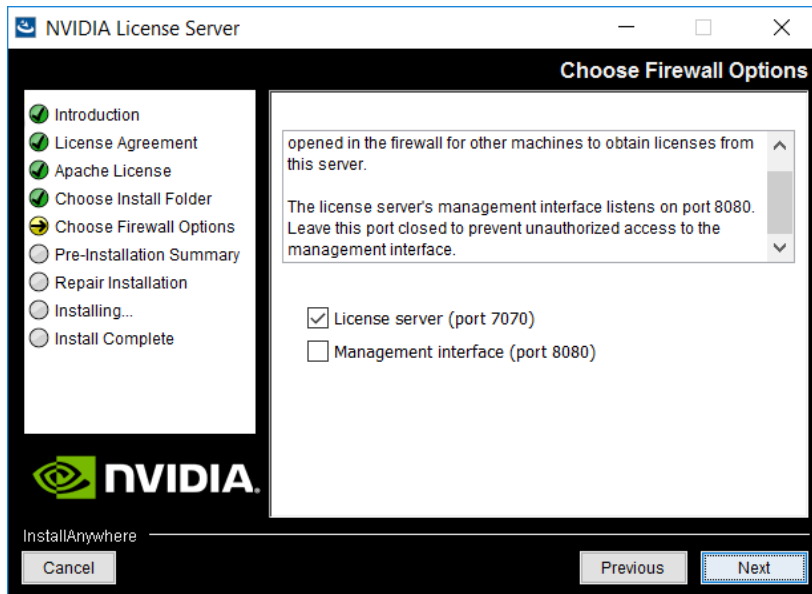 NVIDIA License Server
Choose Firewall Options
Introduction
License Agreement
Apache License
Choose Install Folder
Choose Firewall Options
Pre-Installation Summary
Repair Installation
Installing...
Install Complete
opened in the firewall for other machines to obtain licenses from
this server.
The license server's management interface listens on port 8080.
Leave this port closed to prevent unauthorized access to the
management interface.
License server (port 7070)
Management interface (port 8080)
NVIDIA.
InstallAnywhere
Cancel
Previous
Next